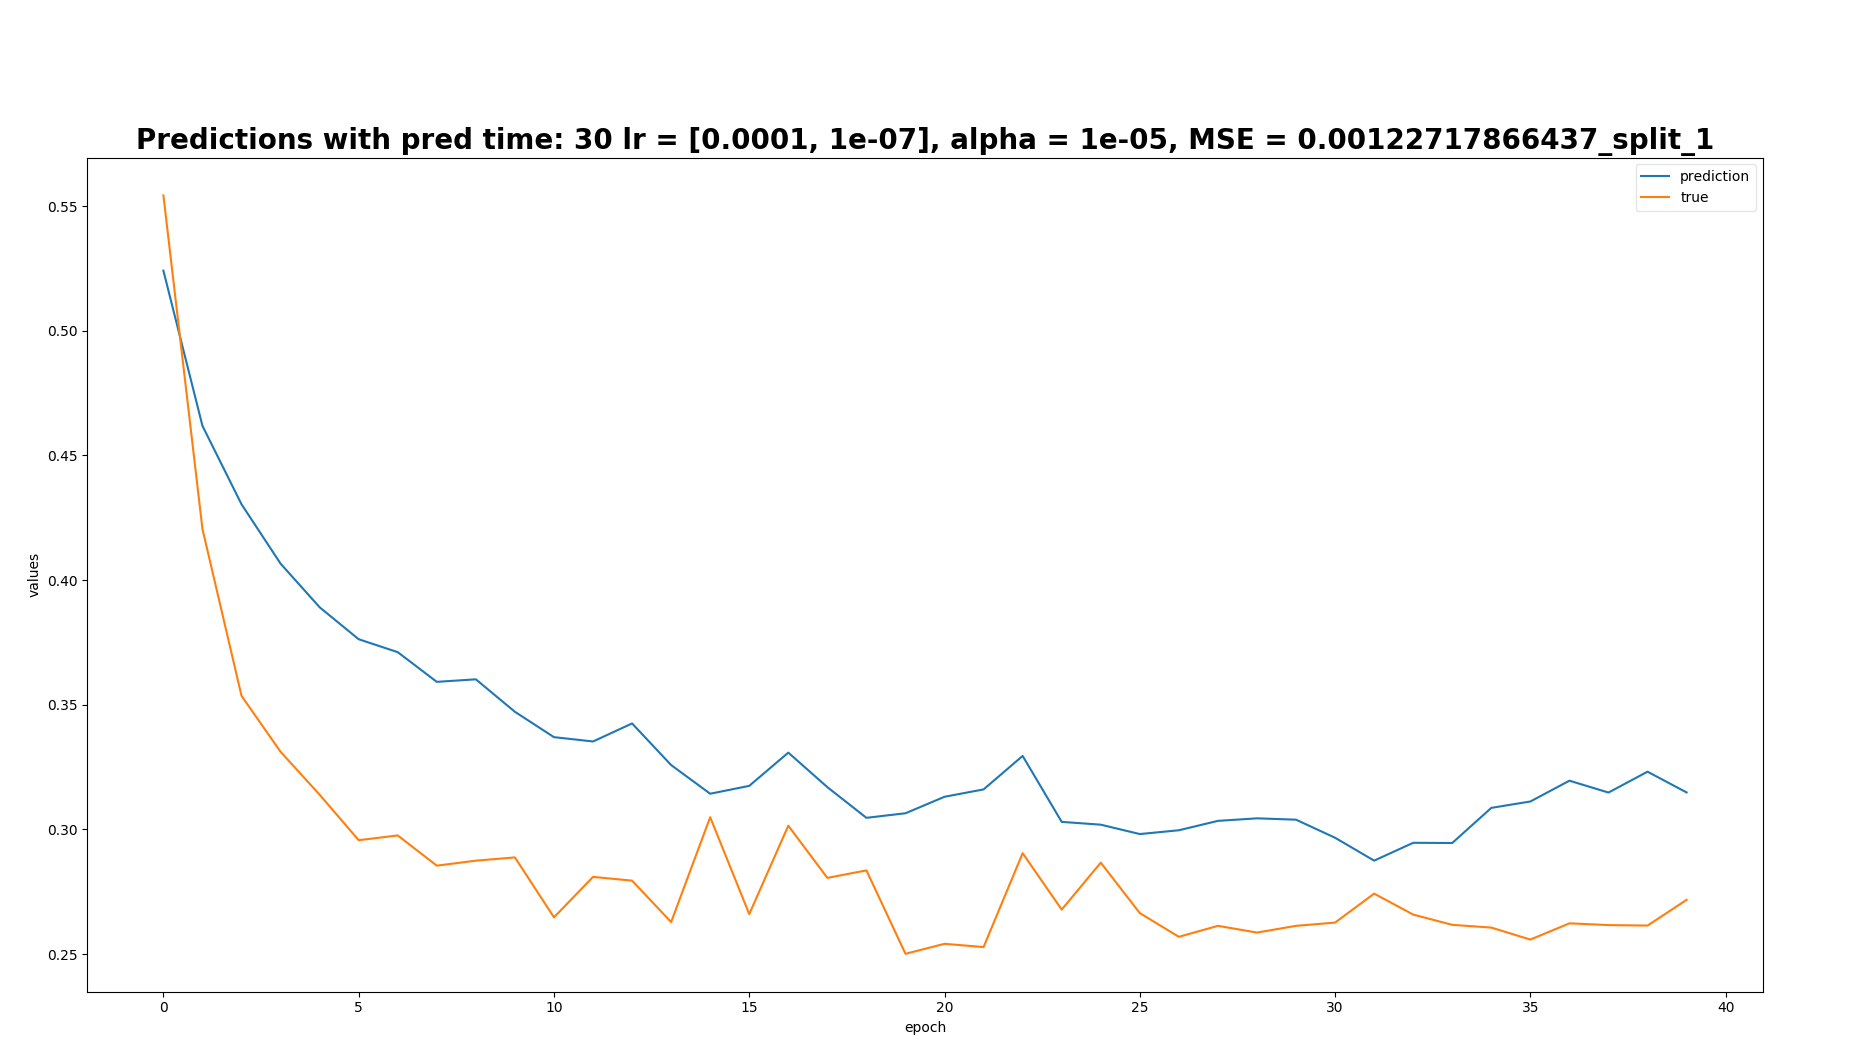 Predictions with pred time: 30 lr = [0.0001, 1e-07], alpha = 1e-05, MSE = 0.00122717866437_split_1
prediction
true
0.55
0.50
0.45
0.40
0.35
0.30
0.25
values
0 5 10 15 20 25 30 35 40
epoch